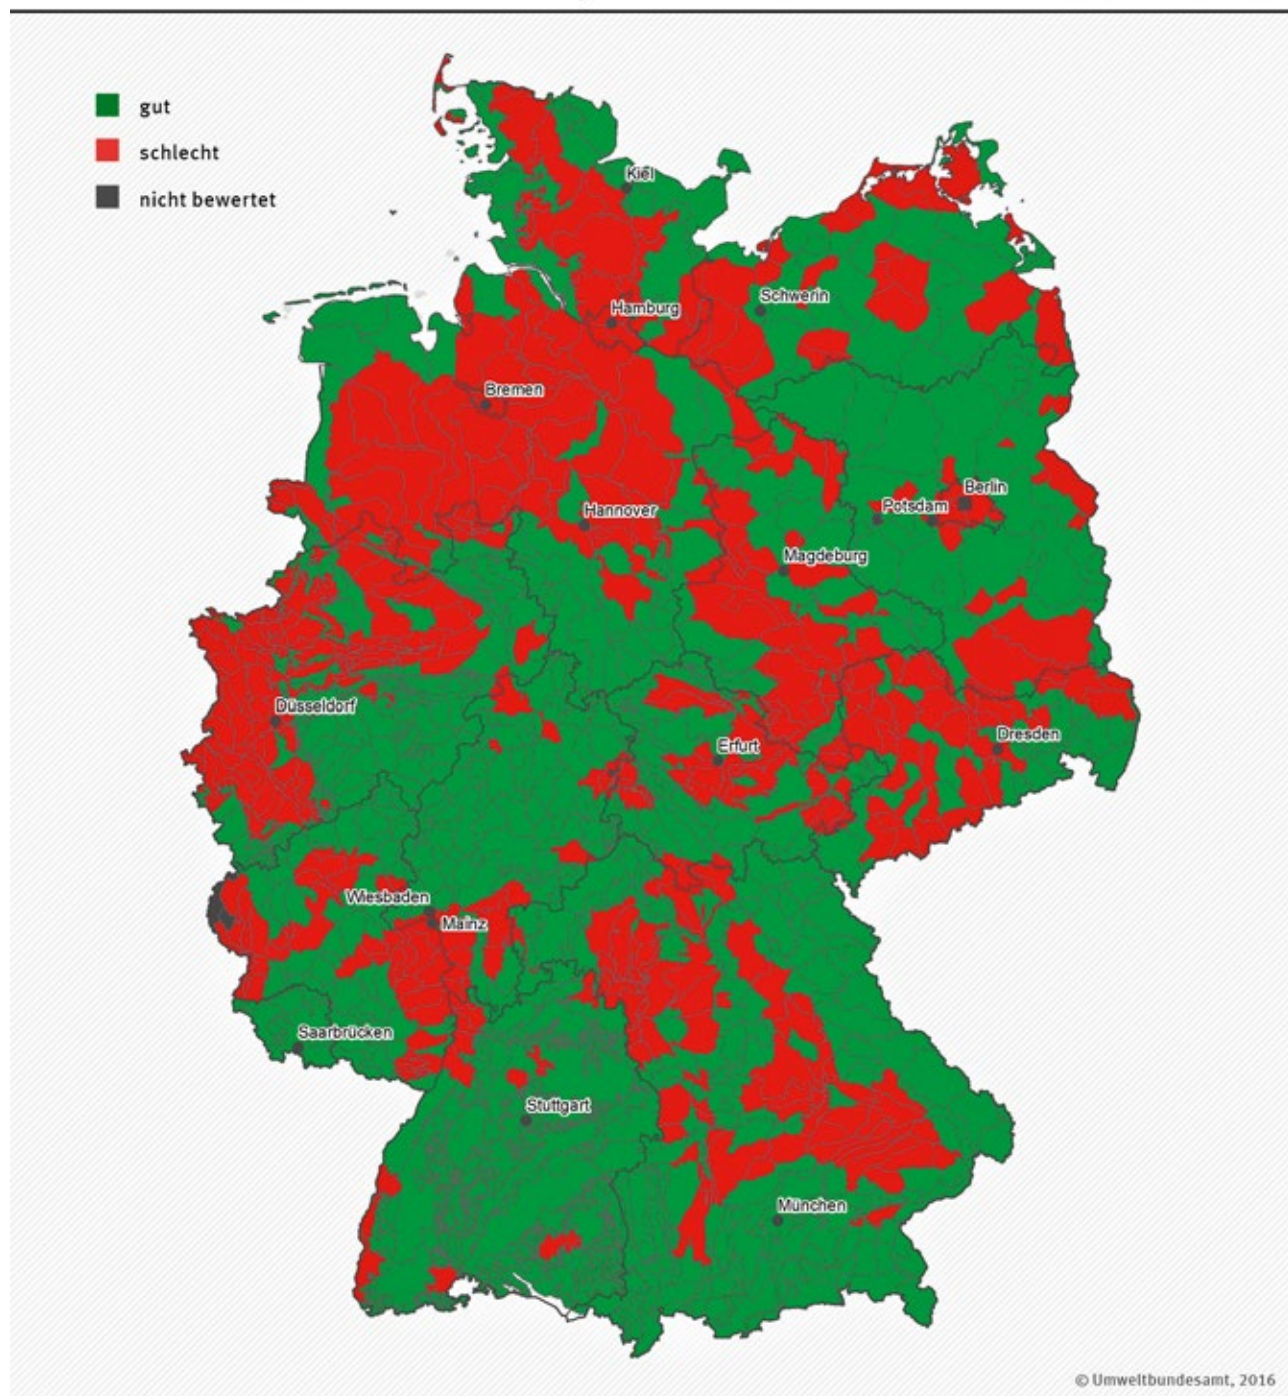 gut
schlecht
nicht bewertet
Kiel
Schwerin
Hamburg
Bremen
Berlin
Potsdam
Hannover
Magdeburg
Düsseldorf
Dresden
Erfurt
Wiesbaden
Mainz
Saarbrücken
Stuttgart
München
© Umweltbundesamt, 2016